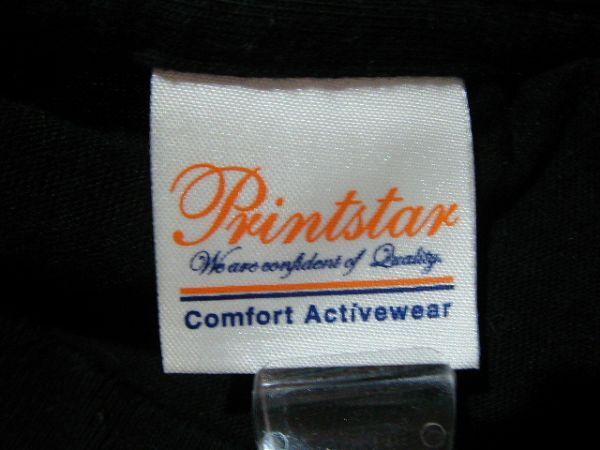 Printstar
We are confident of Quality.
Comfort Activewear